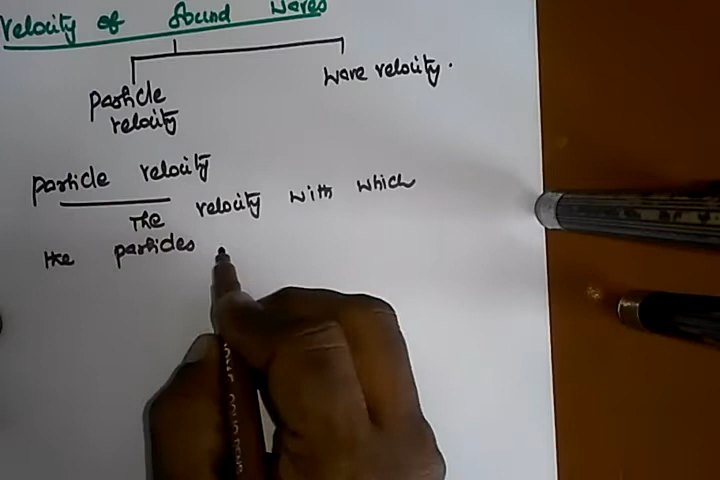 Velocity of Sound Waves
Particle
velocity
Wave velocity.
Particle velocity
The velocity with which
the particles